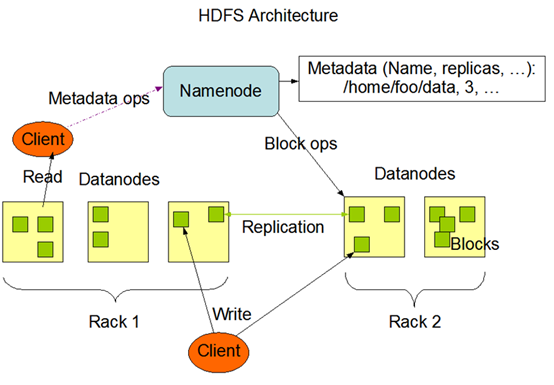 HDFS Architecture
Metadata (Name, replicas, …):
/home/foo/data, 3, …
Namenode
Metadata ops
Client
Block ops
Read
Datanodes
Datanodes
Replication
Blocks
Rack 1
Write
Rack 2
Client